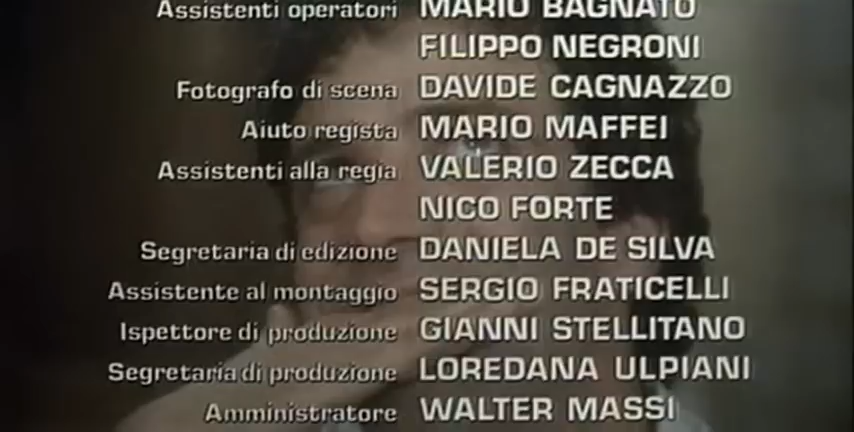 Assistenti operatori MARIO BAGNATO
FILIPPO NEGRONI
Fotografo di scena DAVIDE CAGNAZZO
Aiuto regista MARIO MAFFEI
Assistenti alla regia VALERIO ZECCA
NICO FORTE
Segretaria di edizione DANIELA DE SILVA
Assistente al montaggio SERGIO FRATICELLI
Ispettore di produzione GIANNI STELLITANO
Segretaria di produzione LOREDANA ULPIANI
Amministratore WALTER MASSI